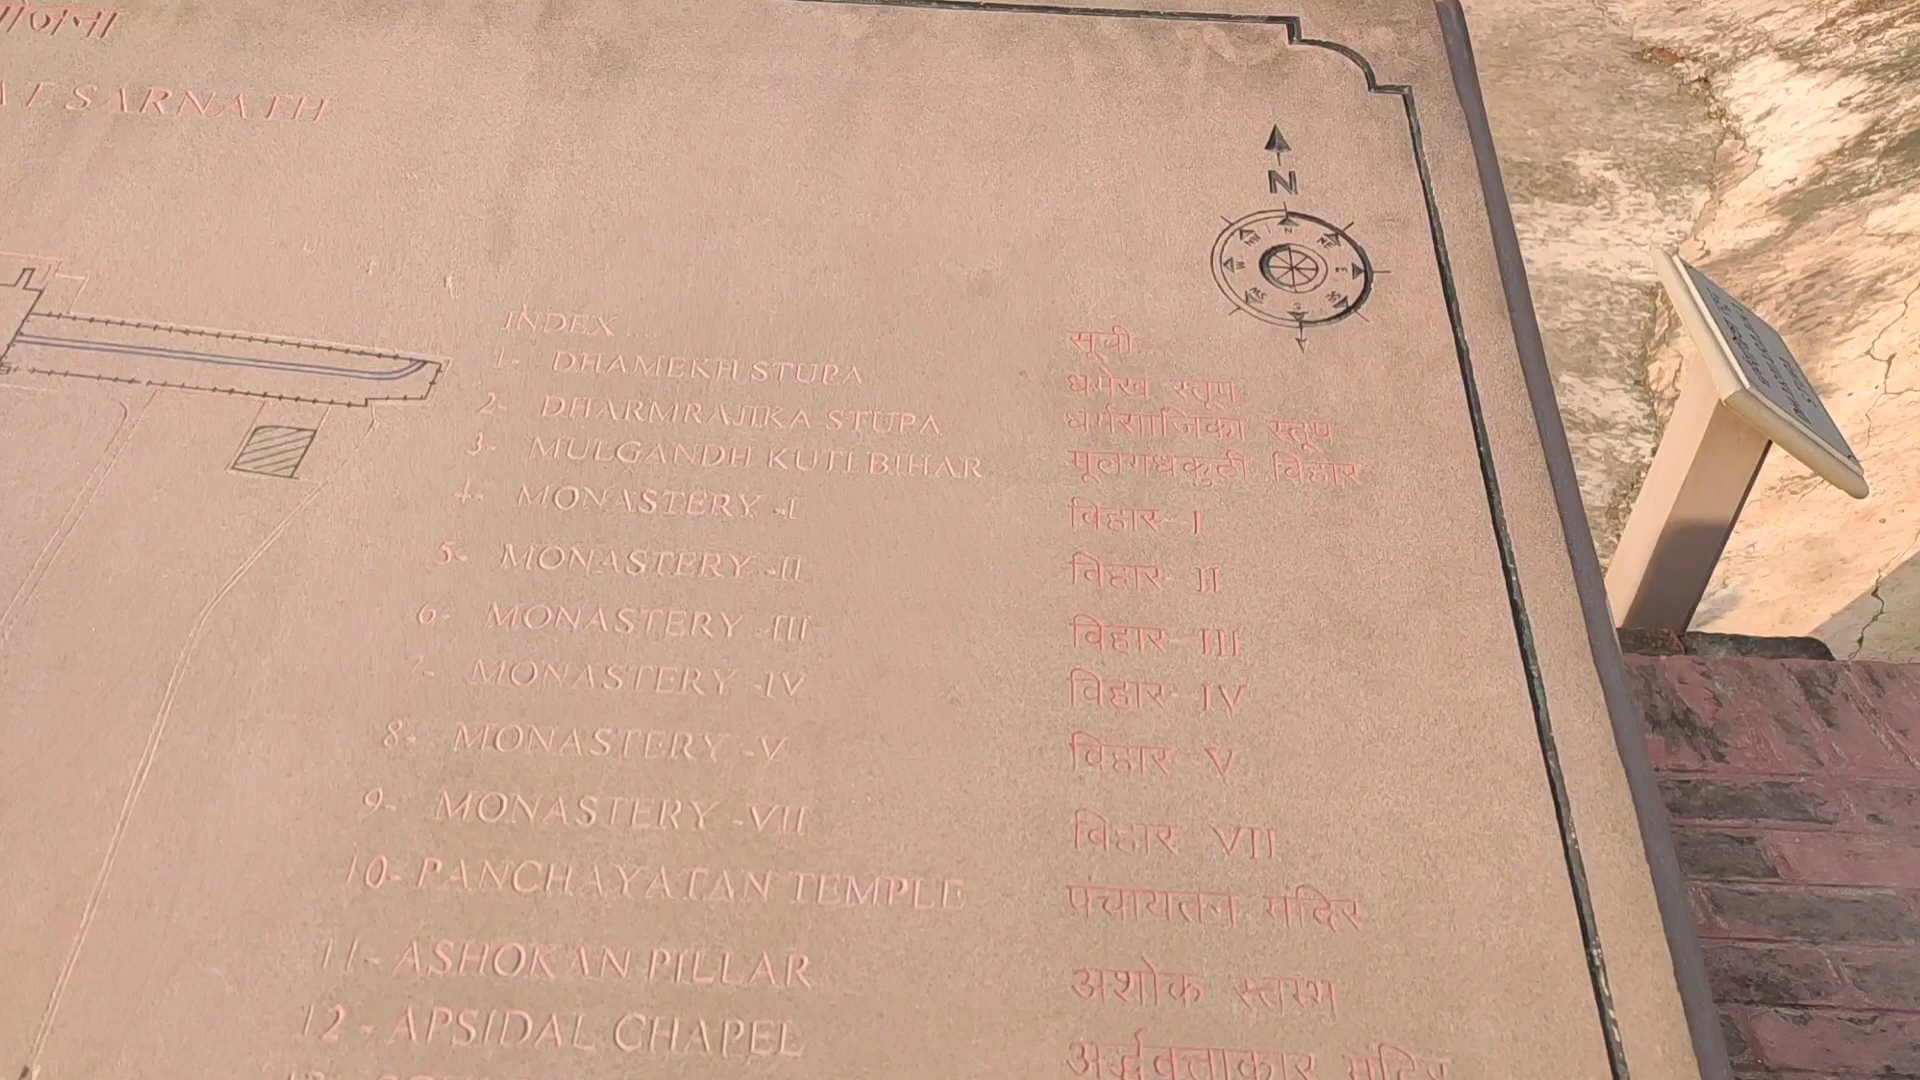 AT SARNATH
N
INDEX सूची
1- DHAMEKH STUPA धमेख स्तूप
2- DHARMRAJIKA STUPA धर्मराजिका स्तूप
3- MULGANDH KUTI BIHAR मूलगंधकुटी विहार
4- MONASTERY -I विहार- I
5- MONASTERY -II विहार- II
6- MONASTERY -III विहार- III
7- MONASTERY -IV विहार- IV
8- MONASTERY -V विहार V
9- MONASTERY -VII विहार VII
10- PANCHAYATAN TEMPLE पंचायतन मंदिर
11- ASHOKAN PILLAR अशोक स्तम्भ
12- APSIDAL CHAPEL अर्द्धवृत्ताकार मंदिर